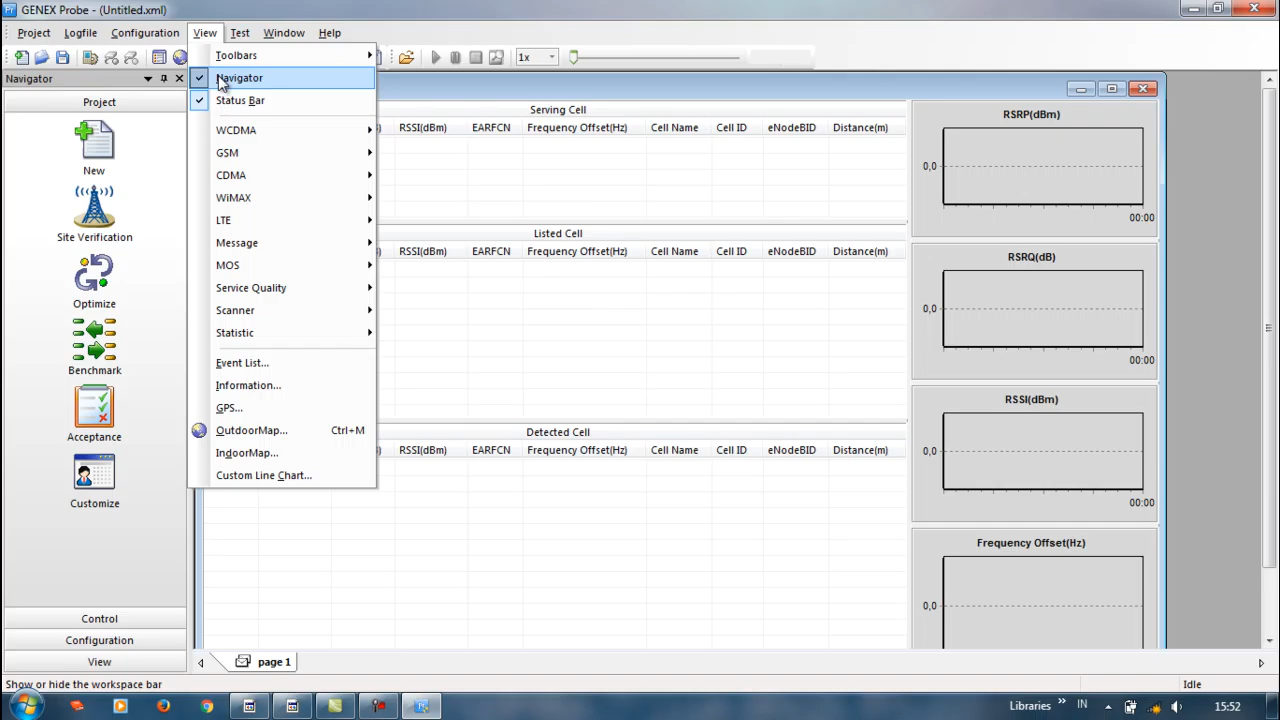 GENEX Probe - (Untitled.xml)
Project Logfile Configuration View Test Window Help
1x
Navigator
Project
New
Site Verification
Optimize
Benchmark
Acceptance
Customize
Control
Configuration
View
Toolbars
Navigator
Status Bar
WCDMA
GSM
CDMA
WiMAX
LTE
Message
MOS
Service Quality
Scanner
Statistic
Event List...
Information...
GPS...
OutdoorMap... Ctrl+M
IndoorMap...
Custom Line Chart...
Serving Cell
RSSI(dBm) EARFCN Frequency Offset(Hz) Cell Name Cell ID eNodeBID Distance(m)
Listed Cell
RSSI(dBm) EARFCN Frequency Offset(Hz) Cell Name Cell ID eNodeBID Distance(m)
Detected Cell
RSSI(dBm) EARFCN Frequency Offset(Hz) Cell Name Cell ID eNodeBID Distance(m)
RSRP(dBm)
0,0
00:00
RSRQ(dB)
0,0
00:00
RSSI(dBm)
0,0
00:00
Frequency Offset(Hz)
0,0
page 1
Show or hide the workspace bar
Idle
Libraries
IN
15:52